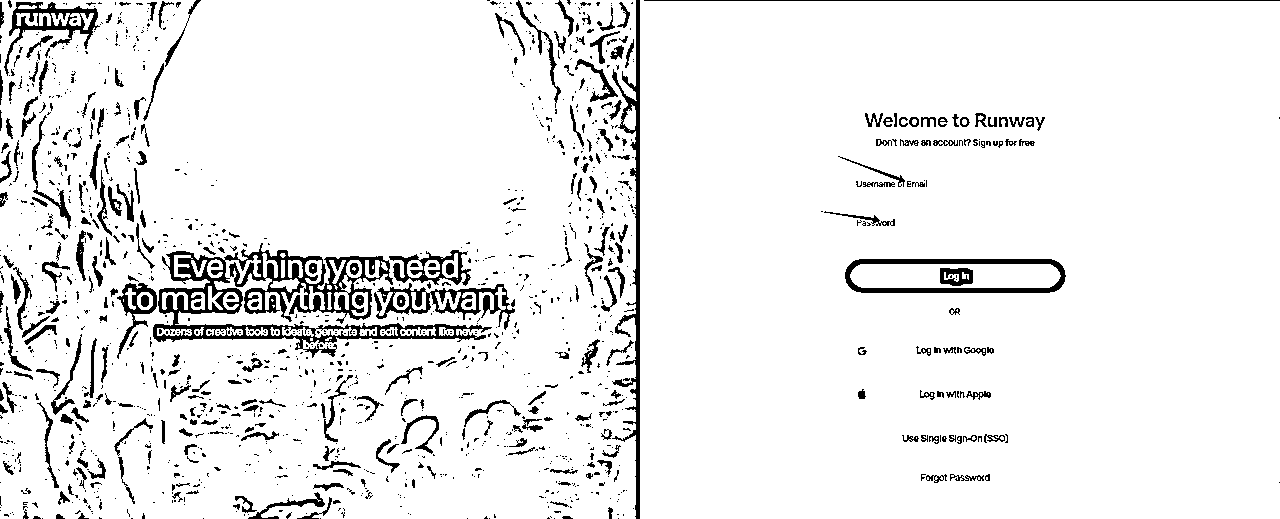 runway
Everything you need
to make anything you want.
Dozens of creative tools to ideate, generate and edit content like never
before.
Welcome to Runway
Don't have an account? Sign up for free
Username or Email
Password
Log in
OR
Log in with Google
Log in with Apple
Use Single Sign-On (SSO)
Forgot Password